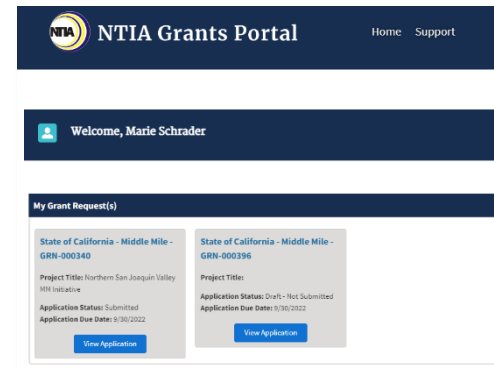 NTIA
NTIA Grants Portal
Home Support
Welcome, Marie Schrader
My Grant Request(s)
State of California - Middle Mile -
GRN-000340
Project Title: Northern San Joaquin Valley
MM Initiative
Application Status: Submitted
Application Due Date: 9/30/2022
View Application
State of California - Middle Mile -
GRN-000396
Project Title:
Application Status: Draft - Not Submitted
Application Due Date: 9/30/2022
View Application